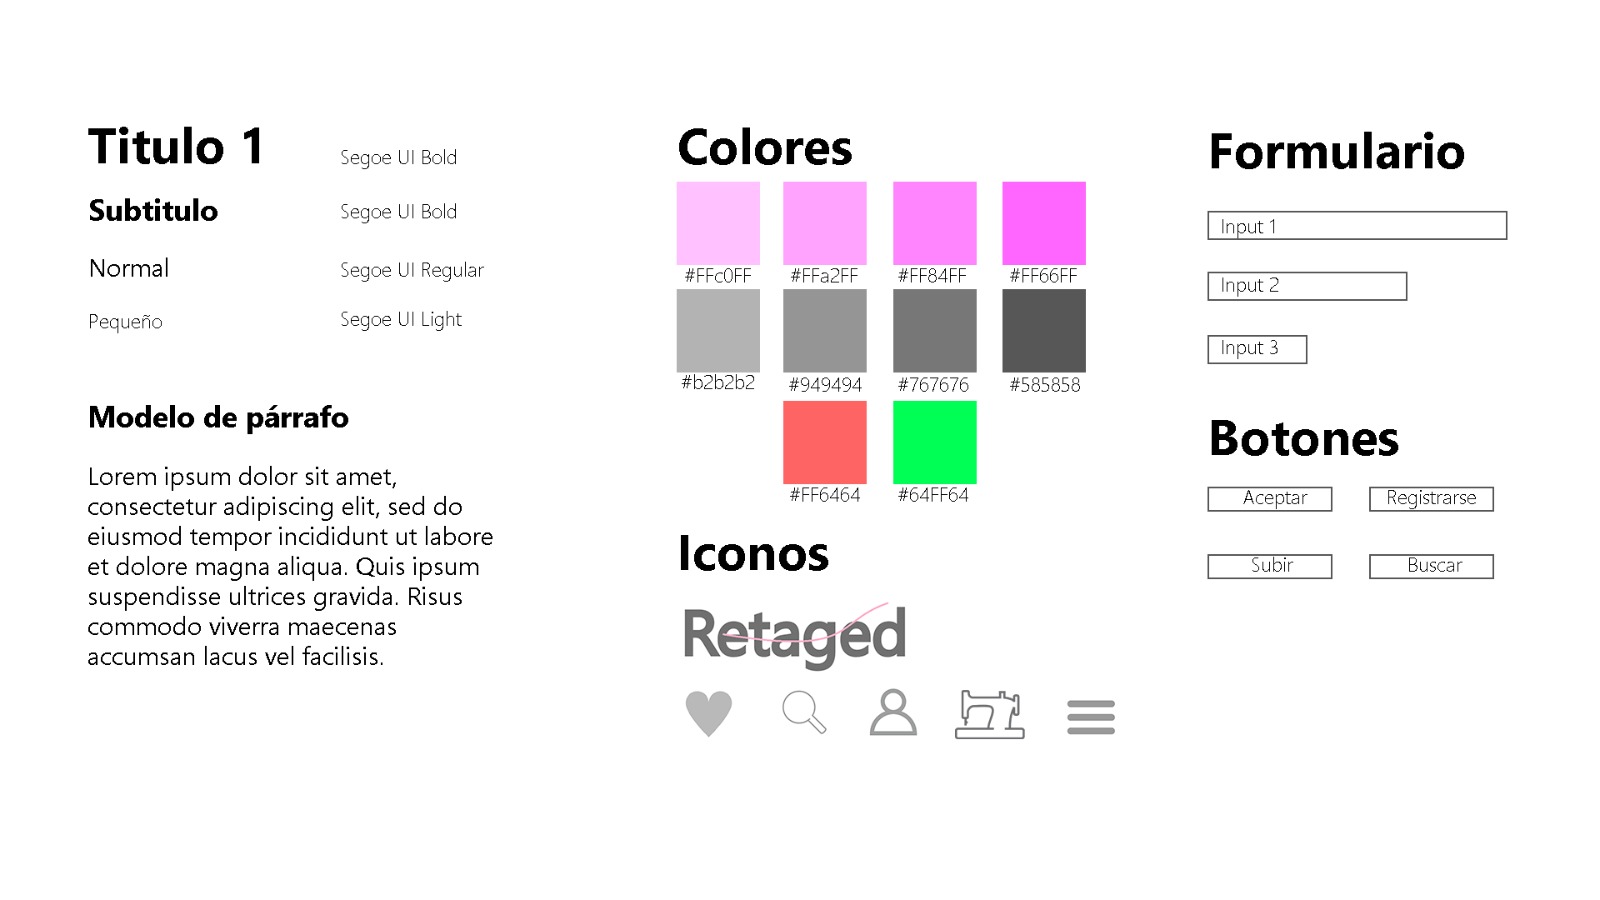 Titulo 1
Segoe UI Bold
Subtitulo
Segoe UI Bold
Normal
Segoe UI Regular
Pequeño
Segoe UI Light
Modelo de párrafo
Lorem ipsum dolor sit amet,
consectetur adipiscing elit, sed do
eiusmod tempor incididunt ut labore
et dolore magna aliqua. Quis ipsum
suspendisse ultrices gravida. Risus
commodo viverra maecenas
accumsan lacus vel facilisis.
Colores
#FFc0FF #FFa2FF #FF84FF #FF66FF
#b2b2b2 #949494 #767676 #585858
#FF6464 #64FF64
Iconos
Retaged
Formulario
Input 1
Input 2
Input 3
Botones
Aceptar Registrarse
Subir Buscar